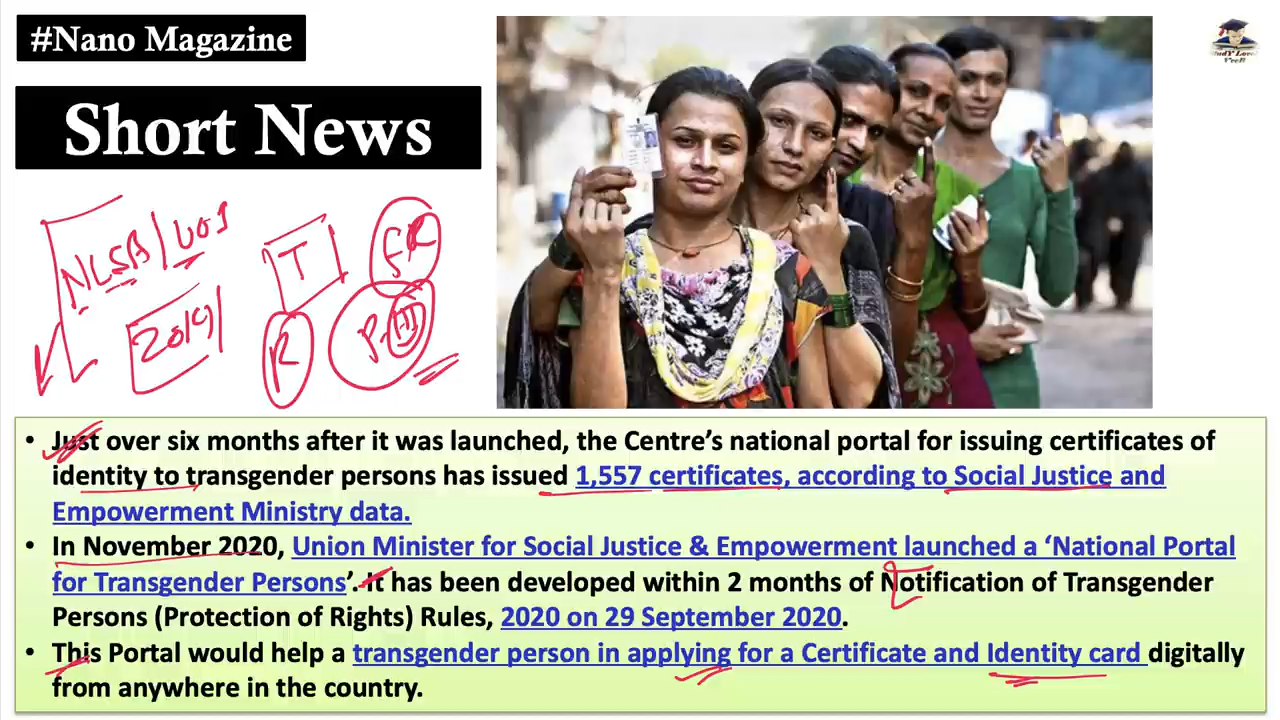 #Nano Magazine
Short News
NLSA UOI
2014
T
FR
R
• Just over six months after it was launched, the Centre’s national portal for issuing certificates of
identity to transgender persons has issued 1,557 certificates, according to Social Justice and
Empowerment Ministry data.
• In November 2020, Union Minister for Social Justice & Empowerment launched a ‘National Portal
for Transgender Persons’. It has been developed within 2 months of Notification of Transgender
Persons (Protection of Rights) Rules, 2020 on 29 September 2020.
• This Portal would help a transgender person in applying for a Certificate and Identity card digitally
from anywhere in the country.